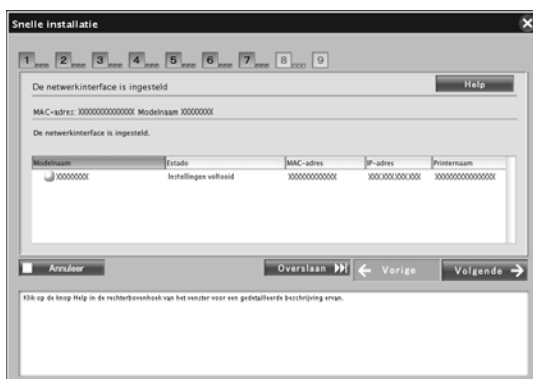 Snelle installatie
1 2 3 4 5 6 7 8 9
De netwerkinterface is ingesteld
Help
MAC-adres: XXXXXXXXXXXXXX Modelnaam XXXXXXXX
De netwerkinterface is ingesteld.
Modelnaam Estado MAC-adres IP-adres Printernaam
XXXXXXXX Instellingen voltooid XXXXXXXXXXXX XXX.XXX.XXX.XXX XXXXXXXXXXXXXXX
Annuleer Overslaan Vorige Volgende
Klik op de knop Help in de rechterbovenhoek van het venster voor een gedetailleerde beschrijving ervan.